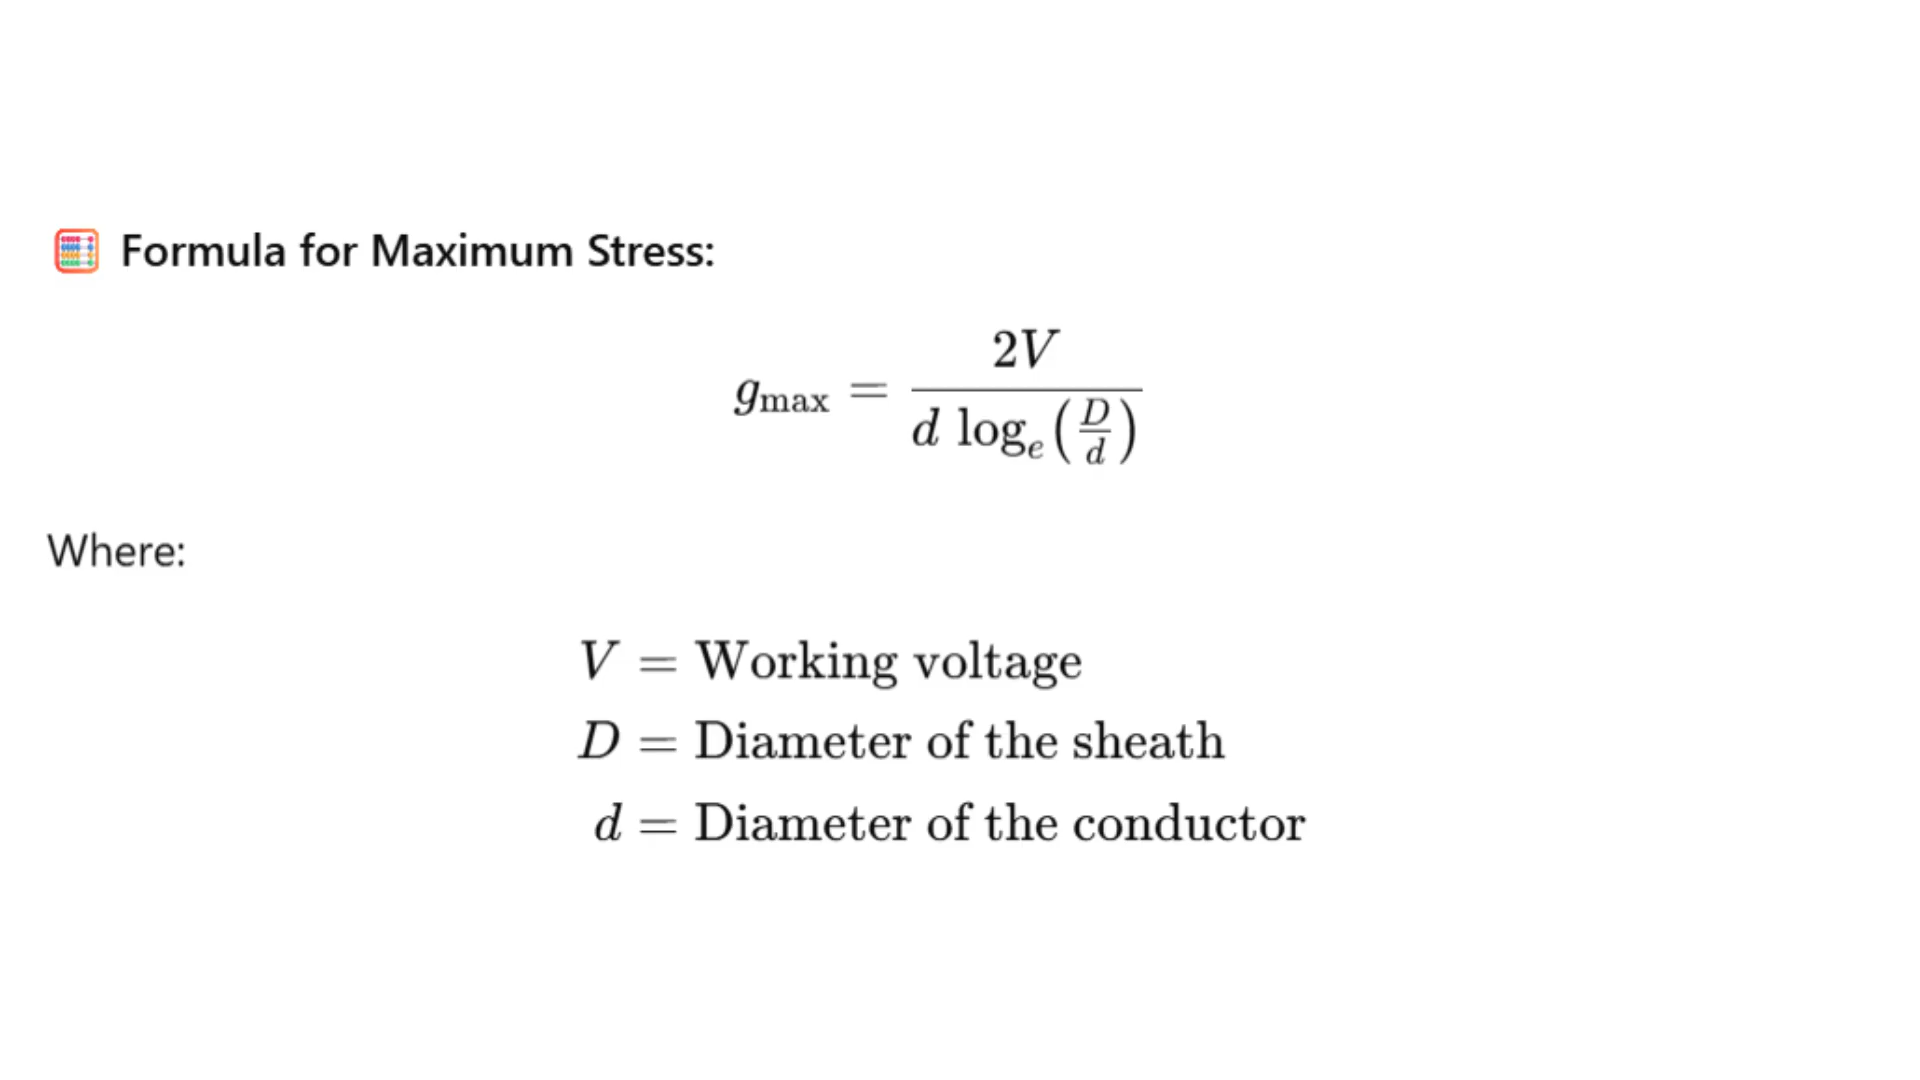 Formula for Maximum Stress:
g_max = 2V / (d log_e(D/d))
Where:
V = Working voltage
D = Diameter of the sheath
d = Diameter of the conductor